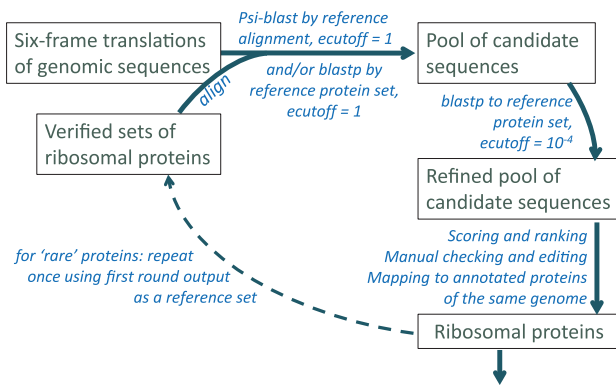 Psi-blast by reference
alignment, ecutoff = 1
Six-frame translations
of genomic sequences
Pool of candidate
sequences
align
and/or blastp by
reference protein set,
ecutoff = 1
blastp to reference
protein set,
ecutoff = 10⁻⁴
Verified sets of
ribosomal proteins
Refined pool of
candidate sequences
Scoring and ranking
Manual checking and editing
Mapping to annotated proteins
of the same genome
for ‘rare’ proteins: repeat
once using first round output
as a reference set
Ribosomal proteins